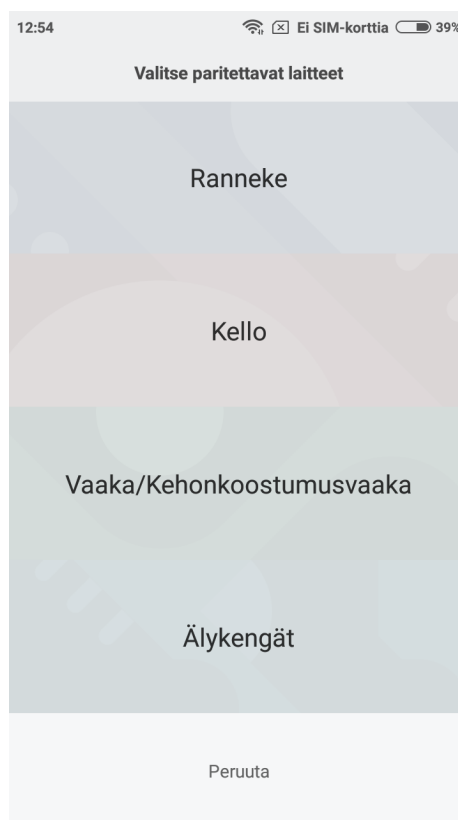 12:54 Ei SIM-korttia 39%
Valitse paritettavat laitteet
Ranneke
Kello
Vaaka/Kehonkoostumusvaaka
Älykengät
Peruuta